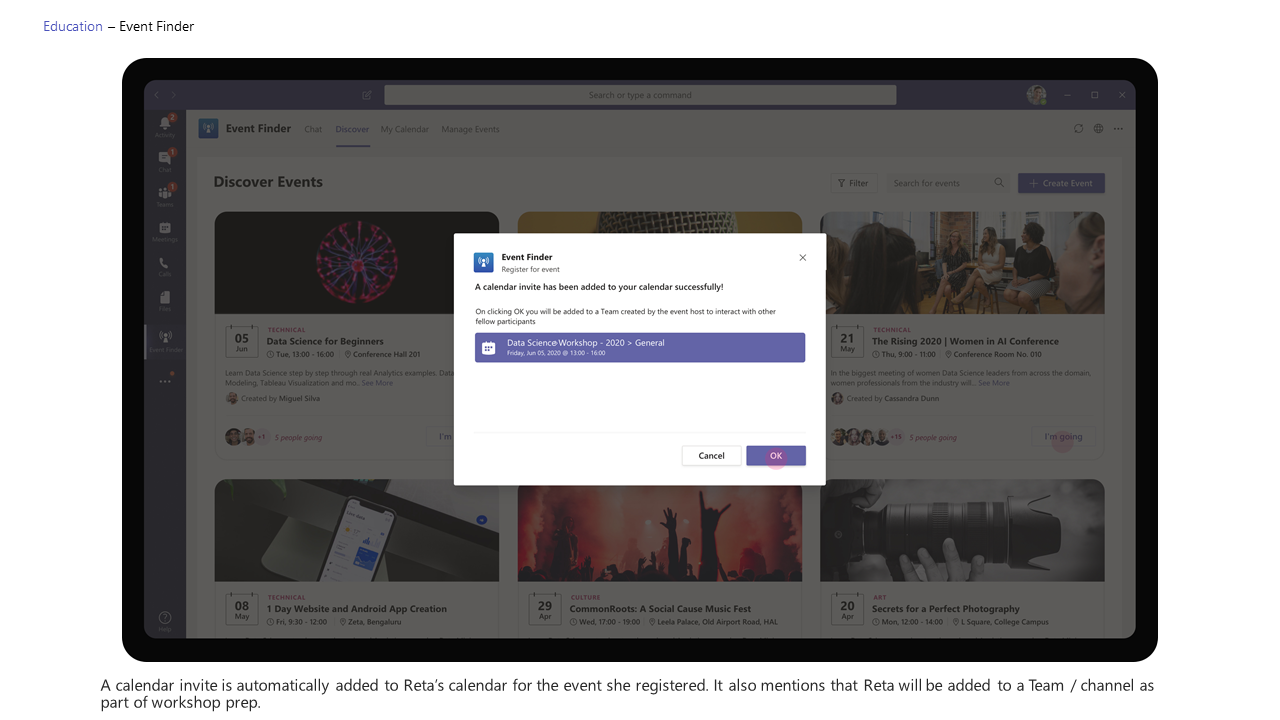 Education – Event Finder
Search or type a command
Activity
2
Chat
1
Teams
1
Meetings
Calls
Files
Event Finder
Help
Event Finder
Chat
Discover
My Calendar
Manage Events
Discover Events
Filter
Search for events
Create Event
05
Jun
TECHNICAL
Data Science for Beginners
Tue, 13:00 - 16:00
Conference Hall 201
Learn Data Science step by step through real Analytics examples, Data
Modeling, Tableau Visualization and mo.. See More
Created by Miguel Silva
+1
5 people going
I'm
21
May
TECHNICAL
The Rising 2020 | Women in AI Conference
Thu, 9:00 - 11:00
Conference Room No. 010
In the biggest meeting of women Data Science leaders from across the domain,
women professionals from the industry will... See More
Created by Cassandra Dunn
+15
5 people going
I'm going
Event Finder
Register for event
A calendar invite has been added to your calendar successfully!
On clicking OK you will be added to a Team created by the event host to interact with other
fellow participants
Data Science Workshop - 2020 > General
Friday, Jun 05, 2020 @ 13:00 - 16:00
Cancel
OK
08
May
TECHNICAL
1 Day Website and Android App Creation
Fri, 9:30 - 12:00
Zeta, Bengaluru
29
Apr
CULTURE
CommonRoots: A Social Cause Music Fest
Wed, 17:00 - 19:00
Leela Palace, Old Airport Road, HAL
20
Apr
ART
Secrets for a Perfect Photography
Mon, 12:00 - 14:00
L Square, College Campus
A calendar invite is automatically added to Reta’s calendar for the event she registered. It also mentions that Reta will be added to a Team / channel as
part of workshop prep.